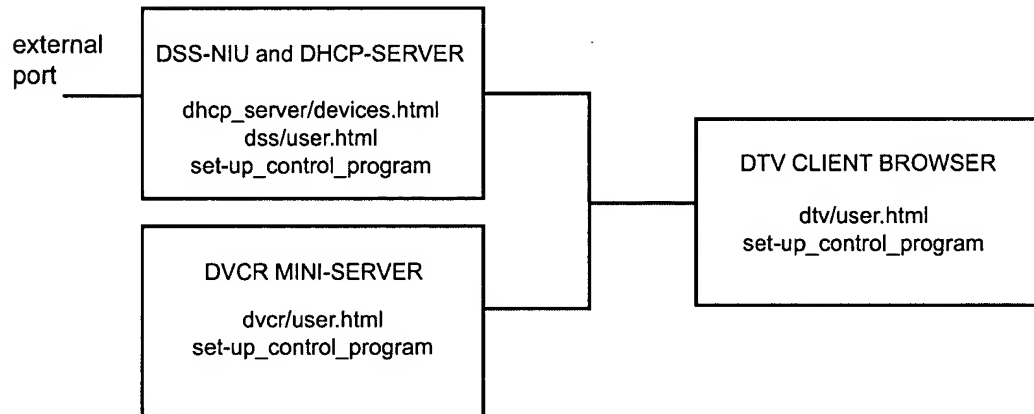 external
port
DSS-NIU and DHCP-SERVER
dhcp_server/devices.html
dss/user.html
set-up_control_program
DVCR MINI-SERVER
dvcr/user.html
set-up_control_program
DTV CLIENT BROWSER
dtv/user.html
set-up_control_program